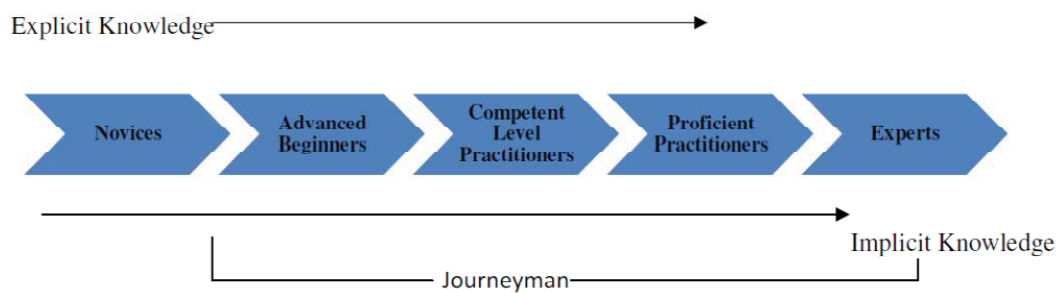 Explicit Knowledge
Novices
Advanced
Beginners
Competent
Level
Practitioners
Proficient
Practitioners
Experts
Implicit Knowledge
Journeyman